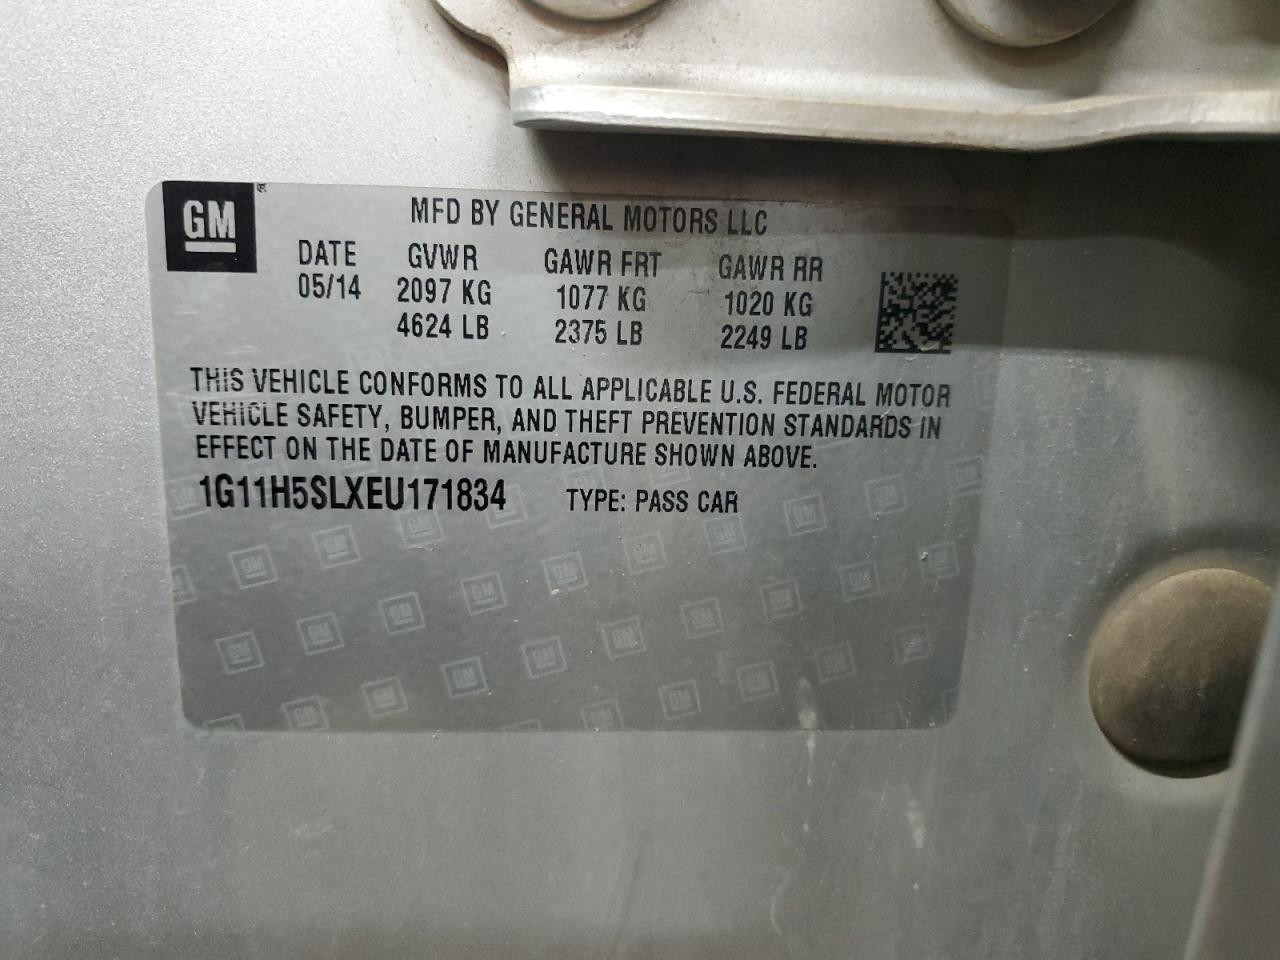 GM®
MFD BY GENERAL MOTORS LLC
DATE GVWR GAWR FRT GAWR RR
05/14 2097 KG 1077 KG 1020 KG
4624 LB 2375 LB 2249 LB
THIS VEHICLE CONFORMS TO ALL APPLICABLE U.S. FEDERAL MOTOR
VEHICLE SAFETY, BUMPER, AND THEFT PREVENTION STANDARDS IN
EFFECT ON THE DATE OF MANUFACTURE SHOWN ABOVE.
1G11H5SLXEU171834 TYPE: PASS CAR